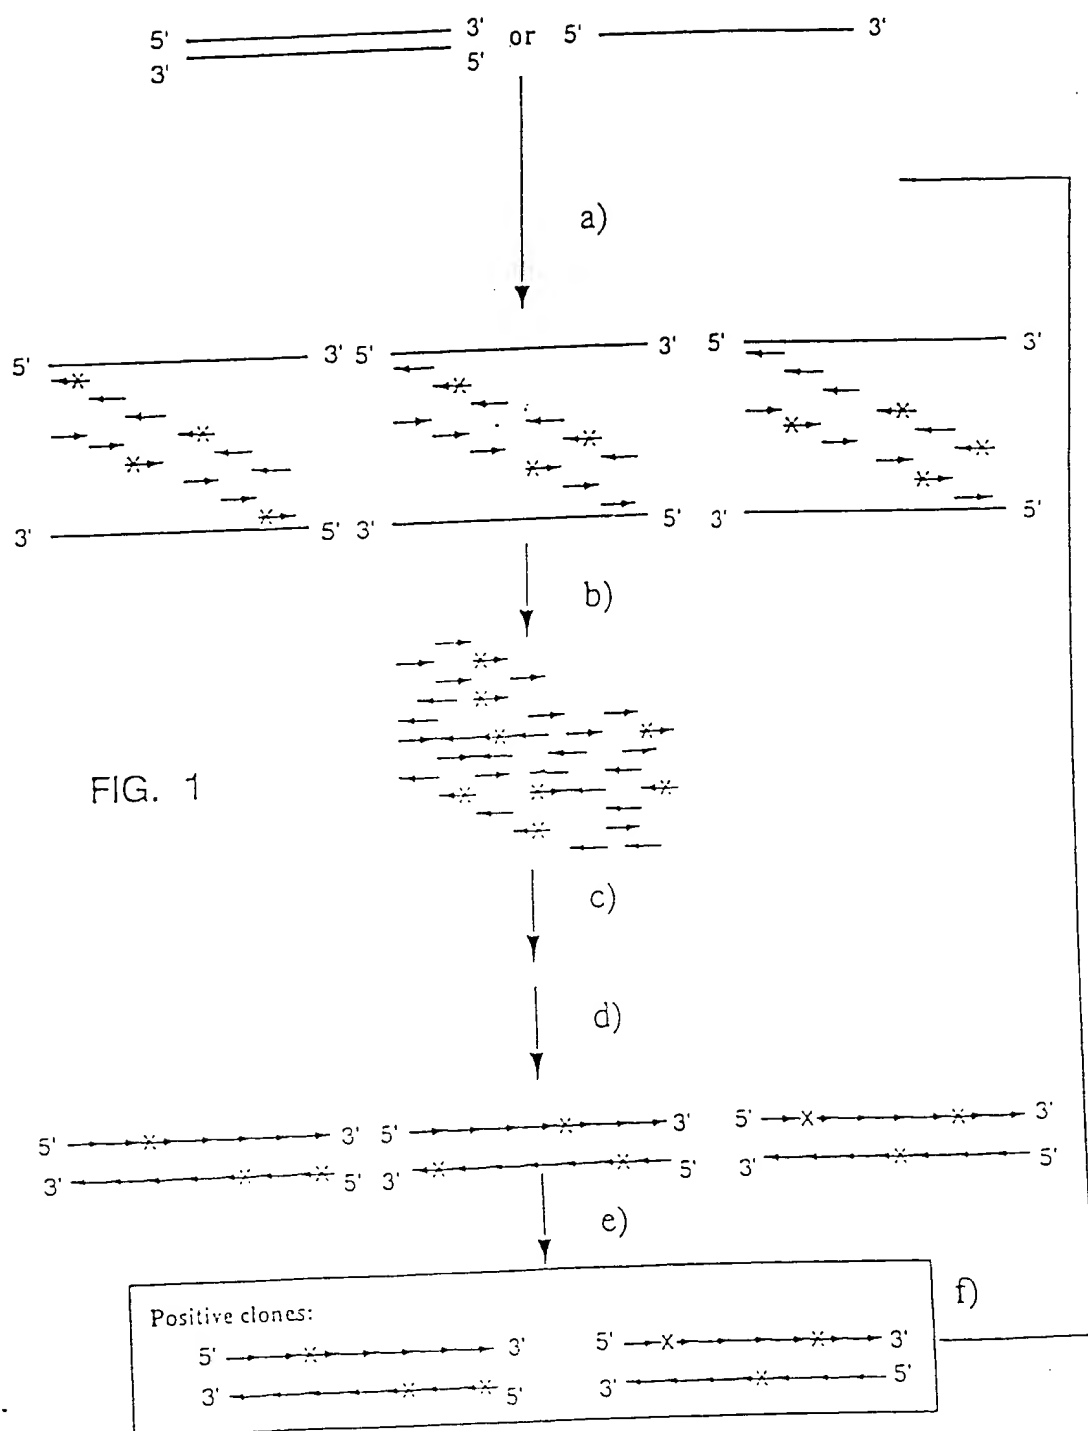 5' 3' or 5' 3'
3' 5'
a)
5' 3' 5' 3' 5' 3'
3' 5' 3' 5' 3' 5'
b)
FIG. 1
c)
d)
5' 3' 5' 3' 5' 3'
3' 5' 3' 5' 3' 5'
e)
f)
Positive clones:
5' 3' 5' 3'
3' 5' 3' 5'